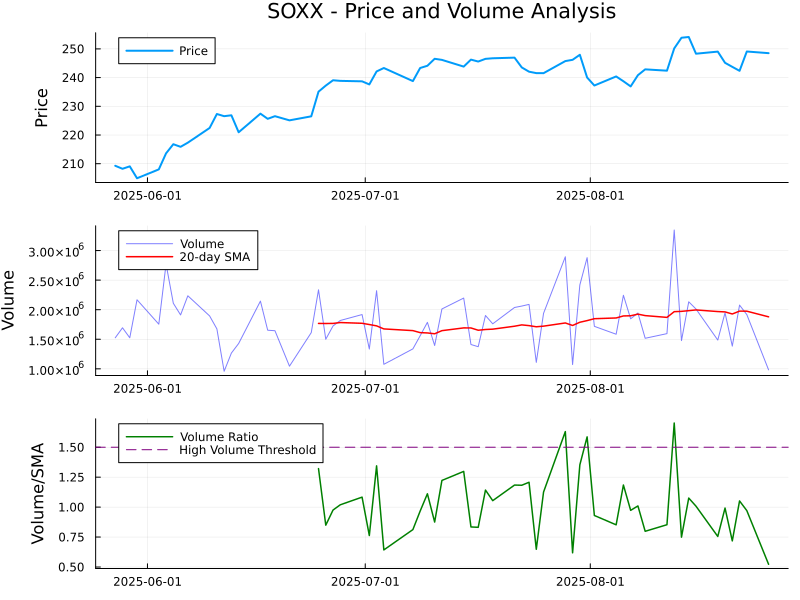 SOXX - Price and Volume Analysis
Price
250
240
230
220
210
Price
2025-06-01
2025-07-01
2025-08-01
Volume
20-day SMA
3.00×10⁶
2.50×10⁶
2.00×10⁶
1.50×10⁶
1.00×10⁶
Volume
2025-06-01
2025-07-01
2025-08-01
Volume Ratio
High Volume Threshold
1.50
1.25
1.00
0.75
0.50
Volume/SMA
2025-06-01
2025-07-01
2025-08-01